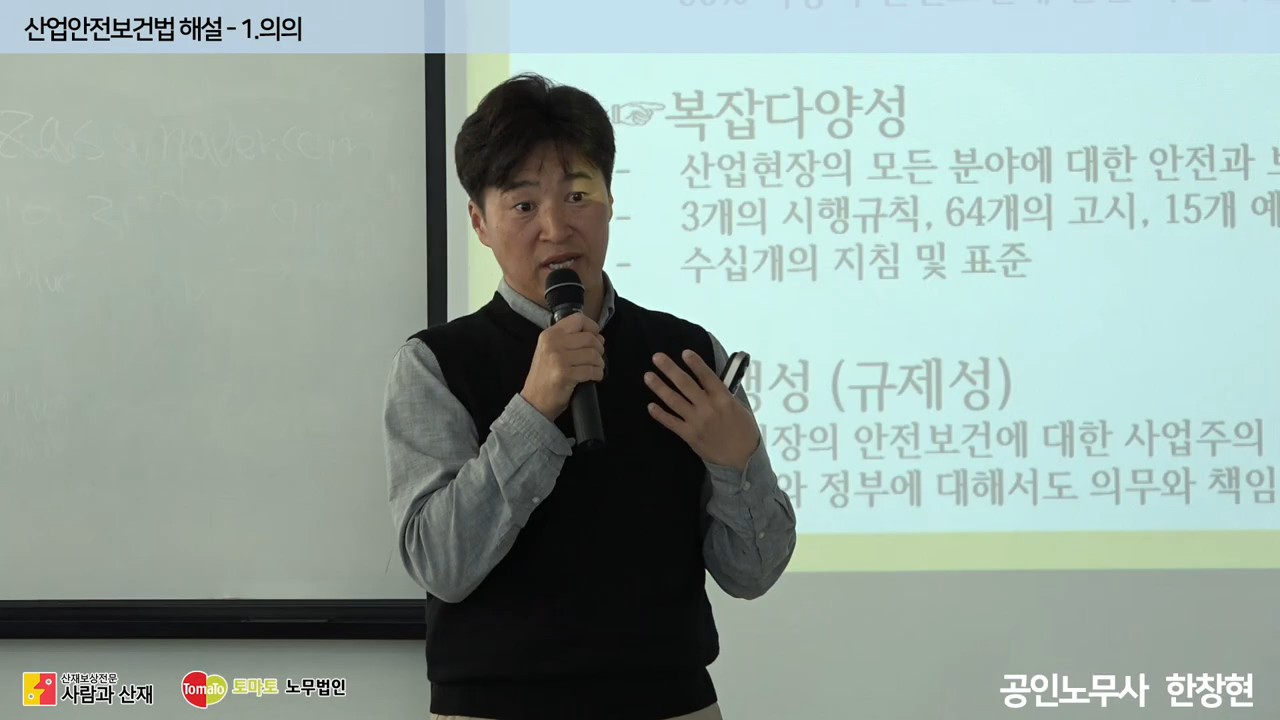 산업안전보건법 해설 - 1.의의
☞복잡다양성
- 산업현장의 모든 분야에 대한 안전과
- 3개의 시행규칙, 64개의 고시, 15개 예
- 수십개의 지침 및 표준
행성 (규제성)
장의 안전보건에 대한 사업주의
와 정부에 대해서도 의무와 책임
산재보상전문
사람과 산재
TomaTo 토마토 노무법인
공인노무사 한창현